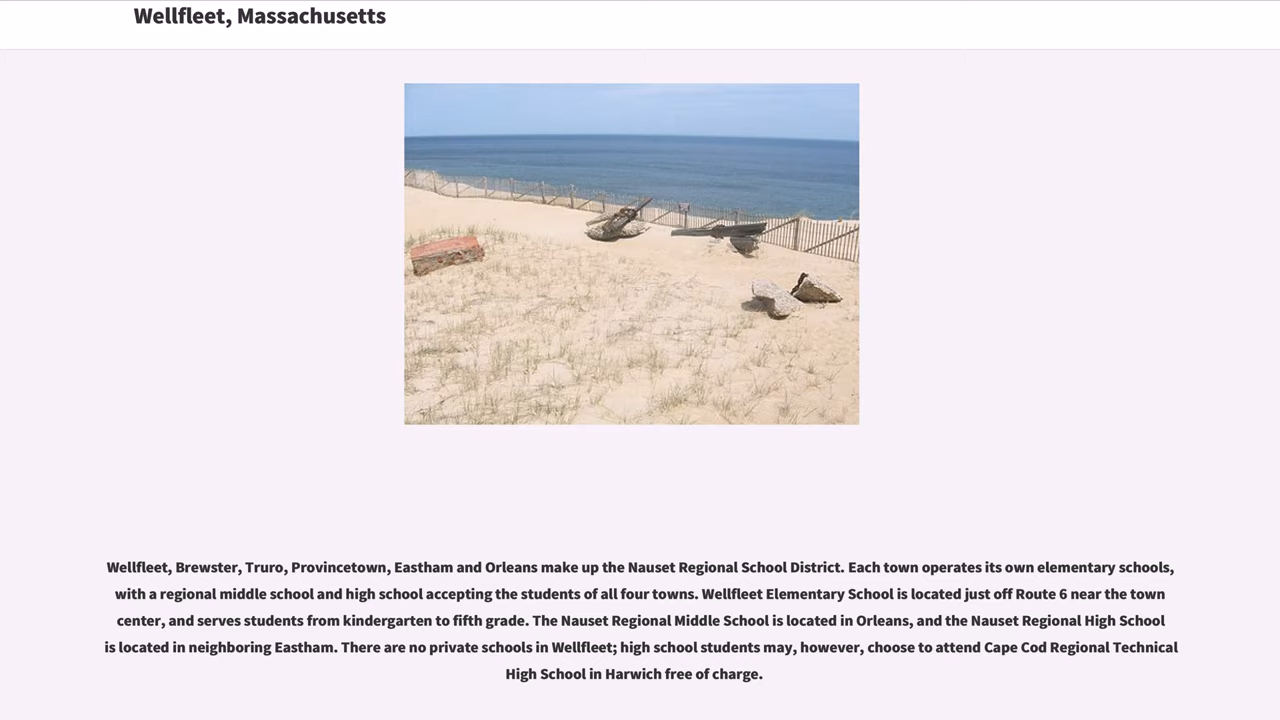 Wellfleet, Massachusetts
Wellfleet, Brewster, Truro, Provincetown, Eastham and Orleans make up the Nauset Regional School District. Each town operates its own elementary schools,
with a regional middle school and high school accepting the students of all four towns. Wellfleet Elementary School is located just off Route 6 near the town
center, and serves students from kindergarten to fifth grade. The Nauset Regional Middle School is located in Orleans, and the Nauset Regional High School
is located in neighboring Eastham. There are no private schools in Wellfleet; high school students may, however, choose to attend Cape Cod Regional Technical
High School in Harwich free of charge.